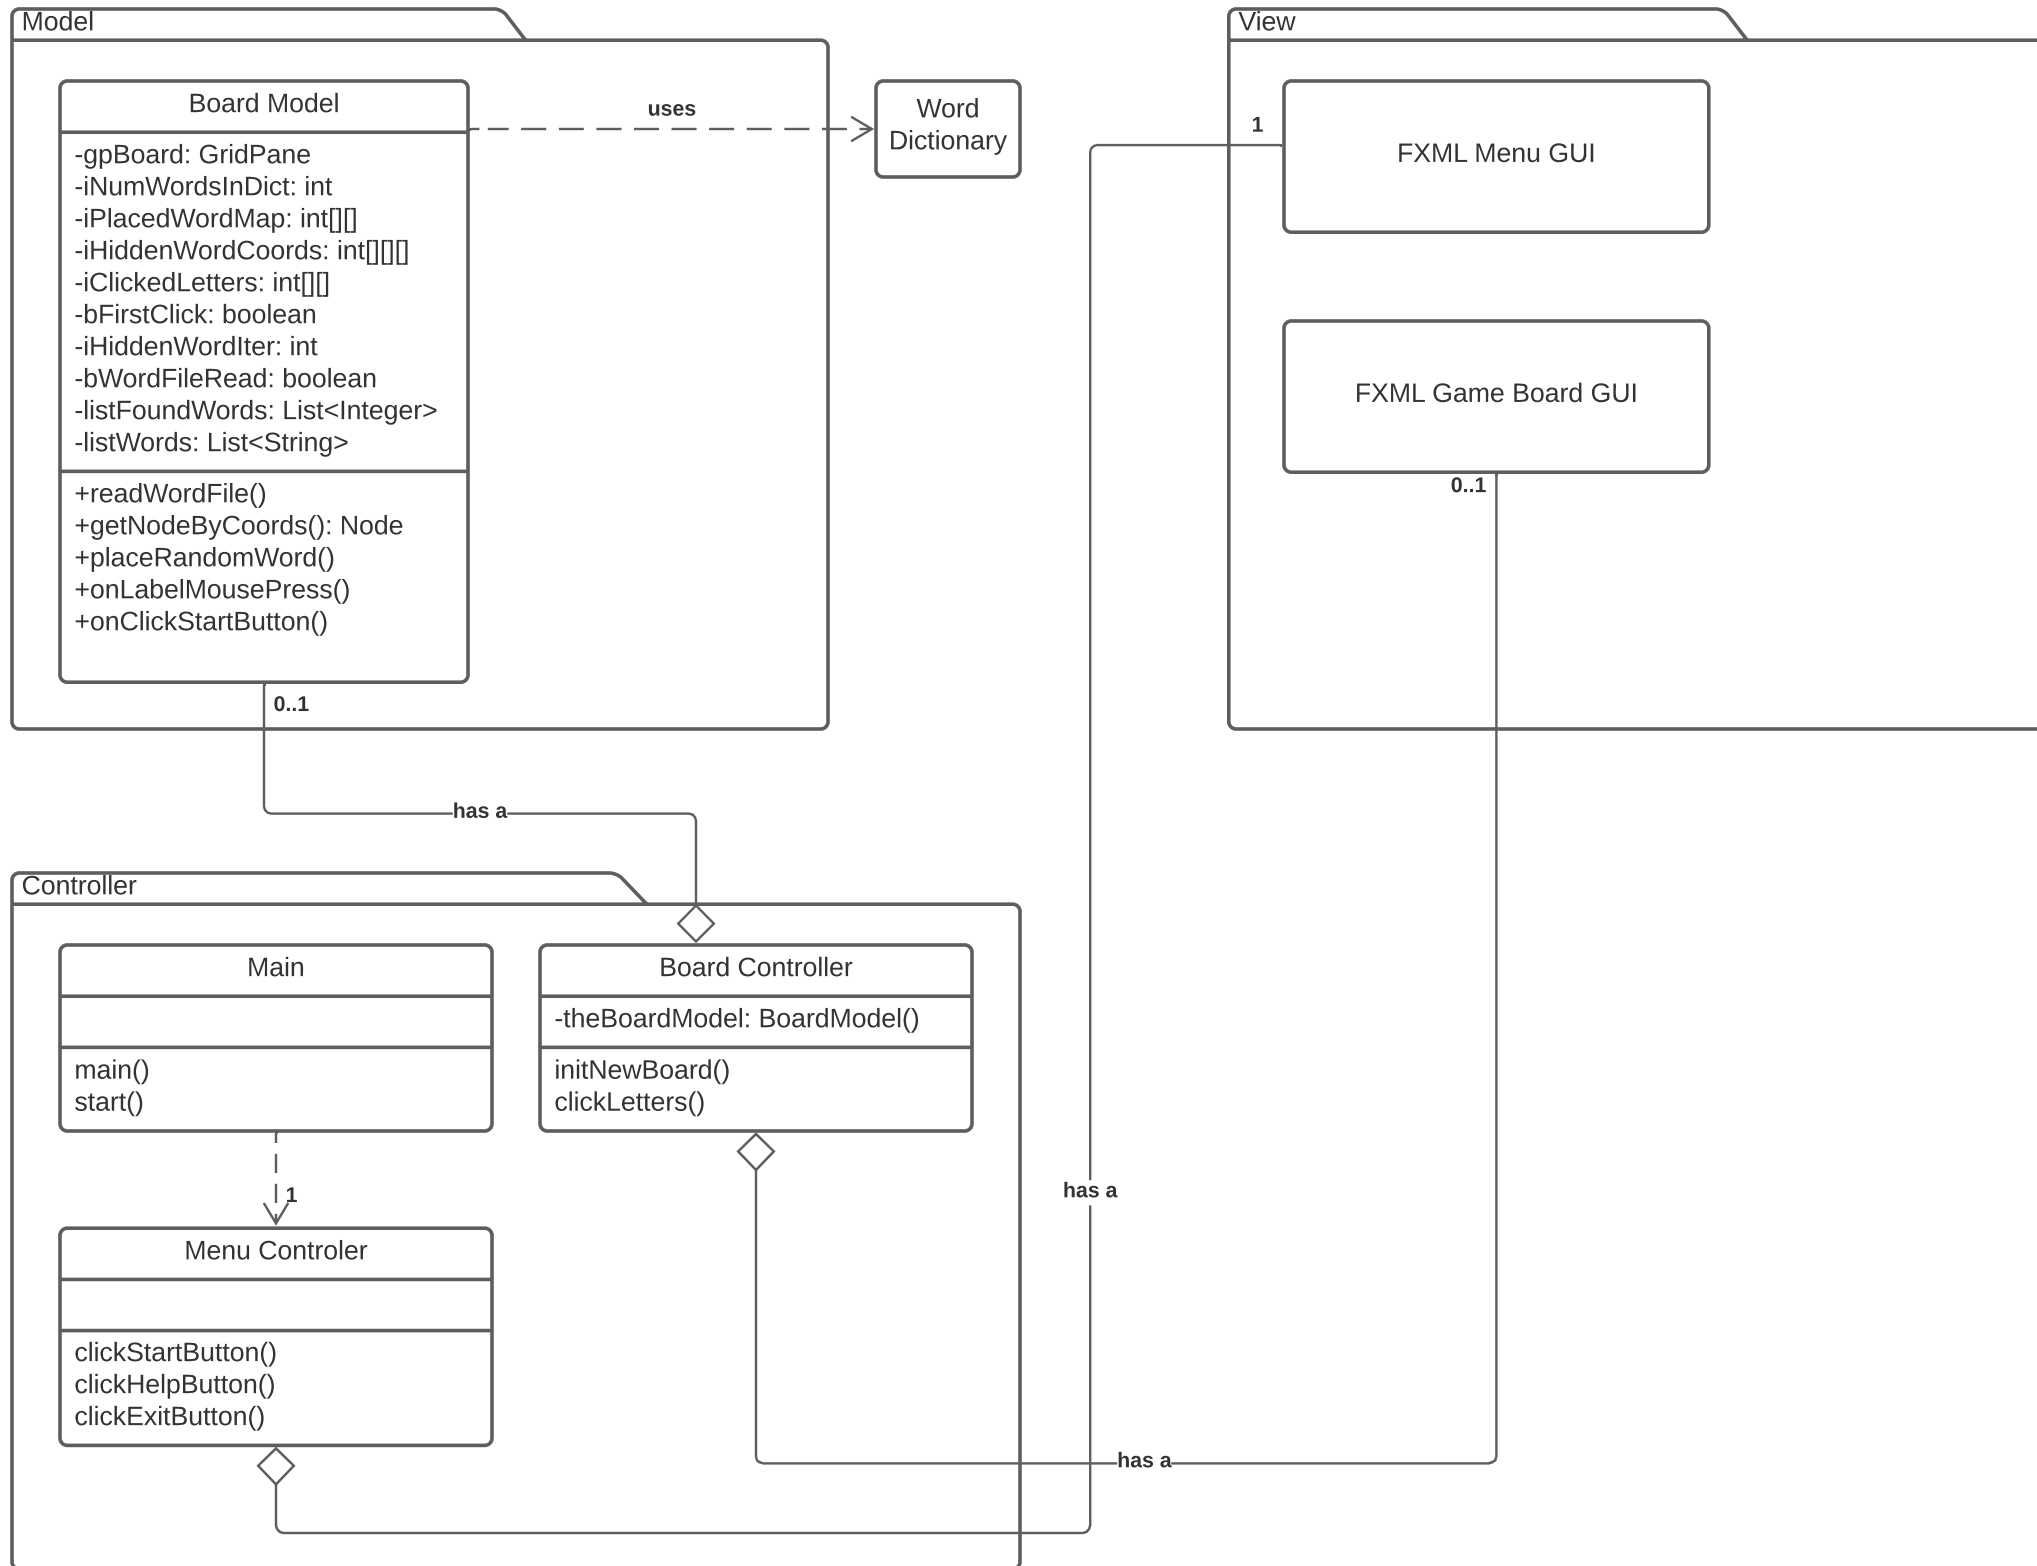 Model
Board Model
-gpBoard: GridPane
-iNumWordsInDict: int
-iPlacedWordMap: int[][]
-iHiddenWordCoords: int[][][]
-iClickedLetters: int[][]
-bFirstClick: boolean
-iHiddenWordIter: int
-bWordFileRead: boolean
-listFoundWords: List<Integer>
-listWords: List<String>
+readWordFile()
+getNodeByCoords(): Node
+placeRandomWord()
+onLabelMousePress()
+onClickStartButton()
0..1
uses
Word
Dictionary
View
1
FXML Menu GUI
FXML Game Board GUI
0..1
has a
Controller
Main
main()
start()
1
Board Controller
-theBoardModel: BoardModel()
initNewBoard()
clickLetters()
Menu Controler
clickStartButton()
clickHelpButton()
clickExitButton()
has a
has a